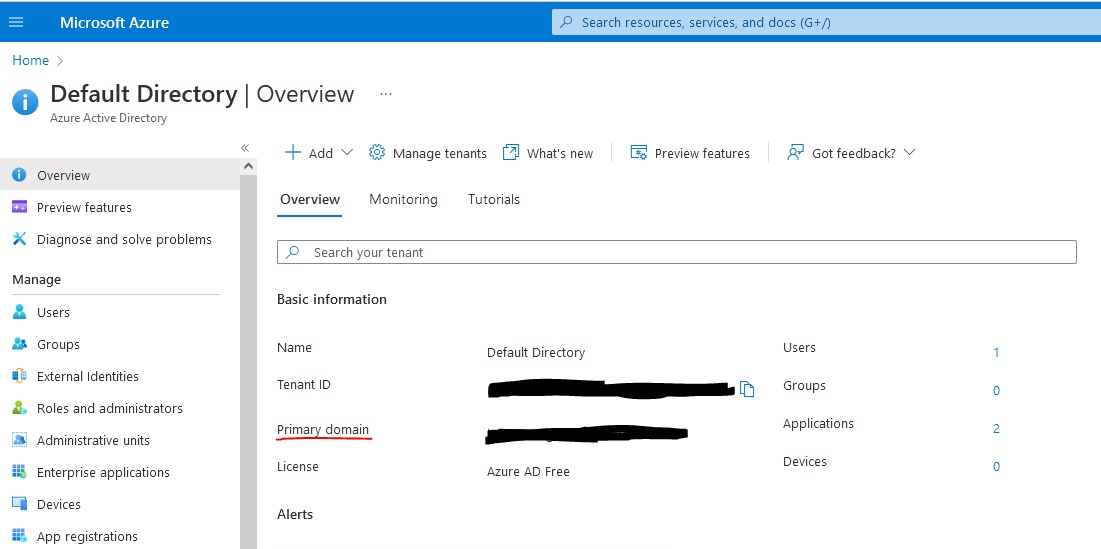 Microsoft Azure
Search resources, services, and docs (G+/)
Home >
Default Directory | Overview ...
Azure Active Directory
«
Overview
Preview features
Diagnose and solve problems
Manage
Users
Groups
External Identities
Roles and administrators
Administrative units
Enterprise applications
Devices
App registrations
Add
Manage tenants
What's new
Preview features
Got feedback?
Overview Monitoring Tutorials
Search your tenant
Basic information
Name Default Directory
Tenant ID
Primary domain
License Azure AD Free
Users 1
Groups 0
Applications 2
Devices 0
Alerts